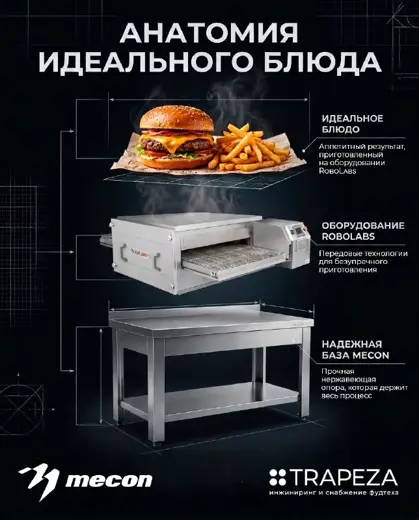 АНАТОМИЯ
ИДЕАЛЬНОГО БЛЮДА
ИДЕАЛЬНОЕ
БЛЮДО
Аппетитный результат,
приготовленный
на оборудовании
RoboLabs
ОБОРУДОВАНИЕ
ROBOLABS
Передовые технологии
для безупречного
приготовления
НАДЕЖНАЯ
БАЗА MECON
Прочная
нержавеющая
опора, которая держит
весь процесс
mecon
TRAPEZA
инжиниринг и снабжение фудтеха